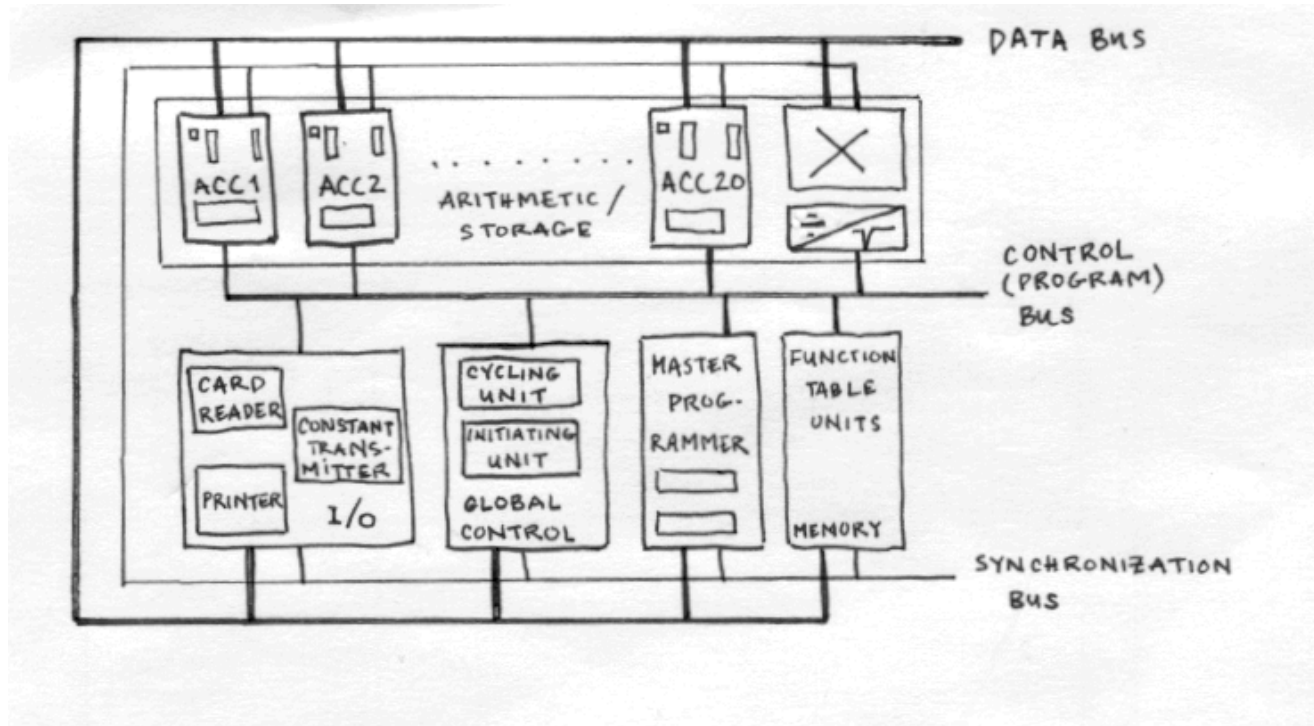 DATA BUS
ACC1
ACC2
. . . . . . . . . .
ACC20
ARITHMETIC /
STORAGE
CONTROL
(PROGRAM)
BUS
CARD
READER
CONSTANT
TRANS-
MITTER
PRINTER
I/O
CYCLING
UNIT
INITIATING
UNIT
GLOBAL
CONTROL
MASTER
PROG-
RAMMER
FUNCTION
TABLE
UNITS
MEMORY
SYNCHRONIZATION
BUS